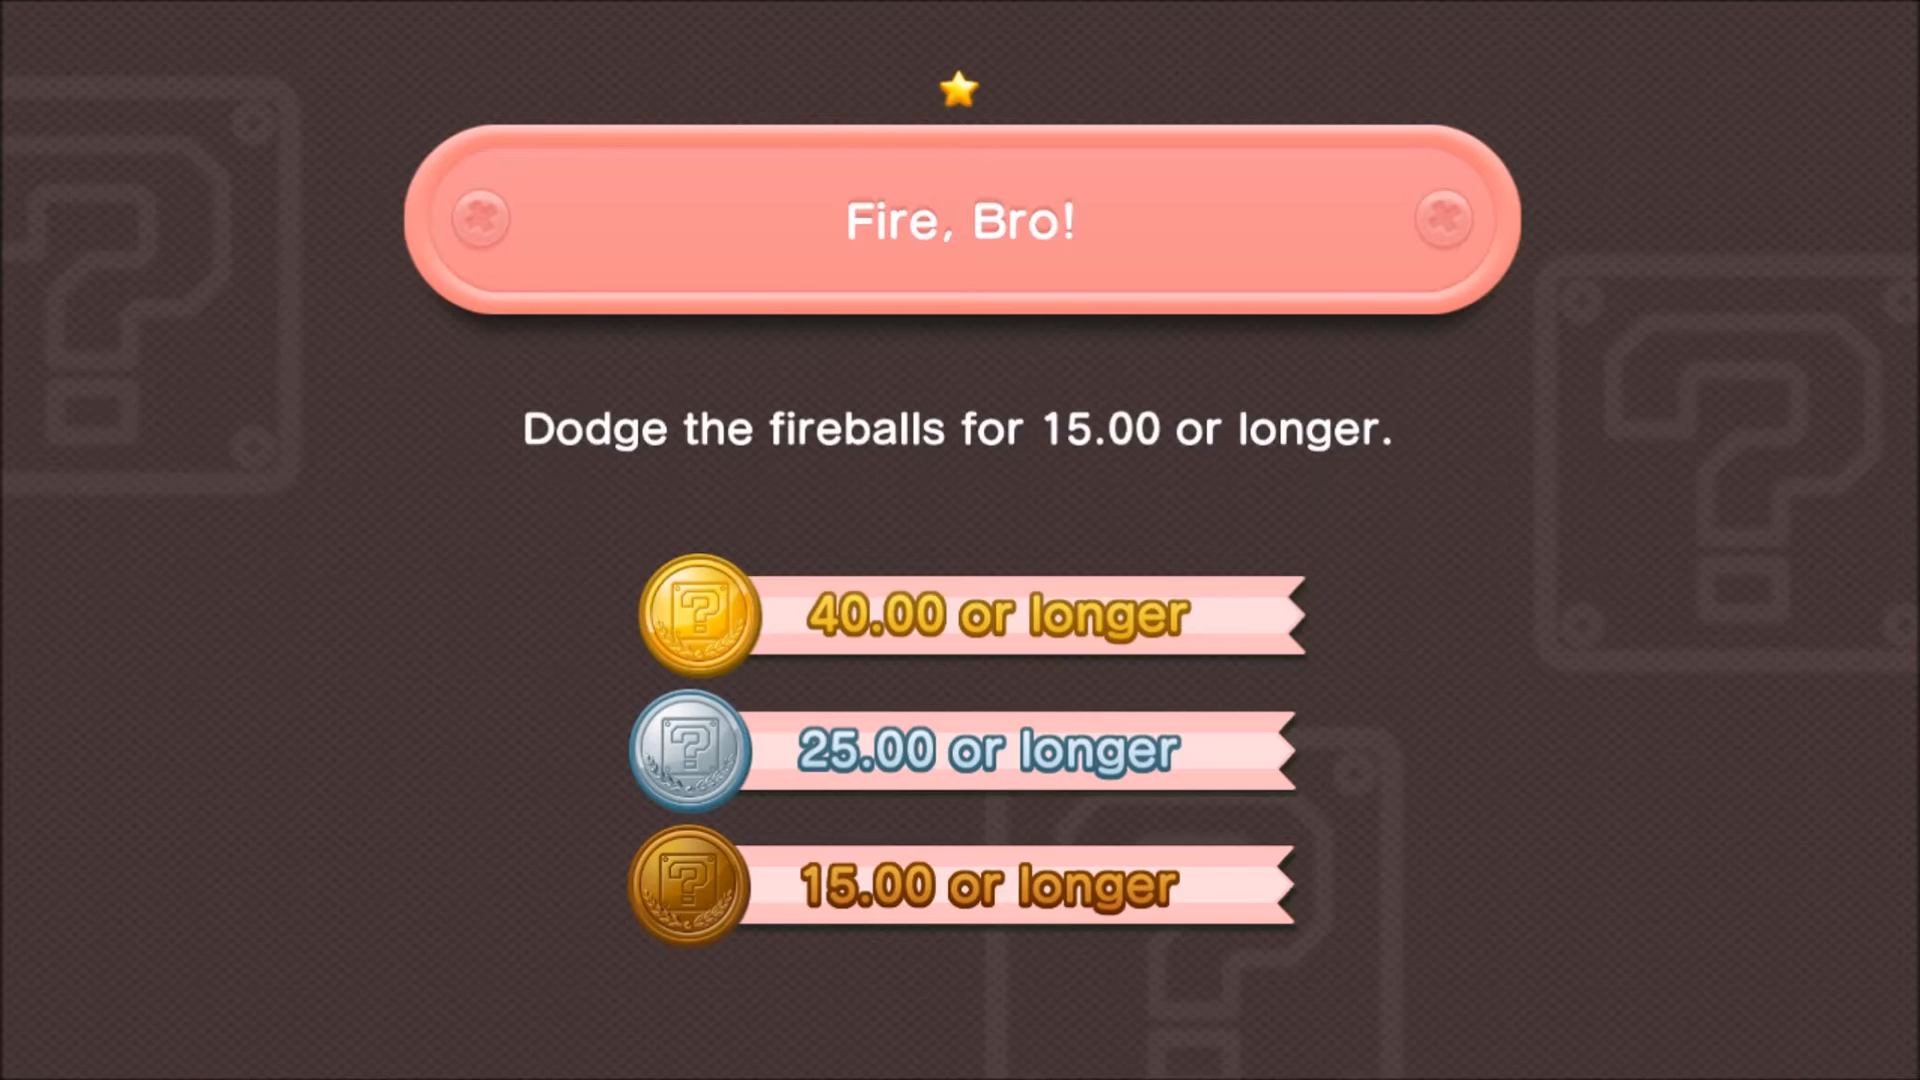 Fire, Bro!
Dodge the fireballs for 15.00 or longer.
40.00 or longer
25.00 or longer
15.00 or longer